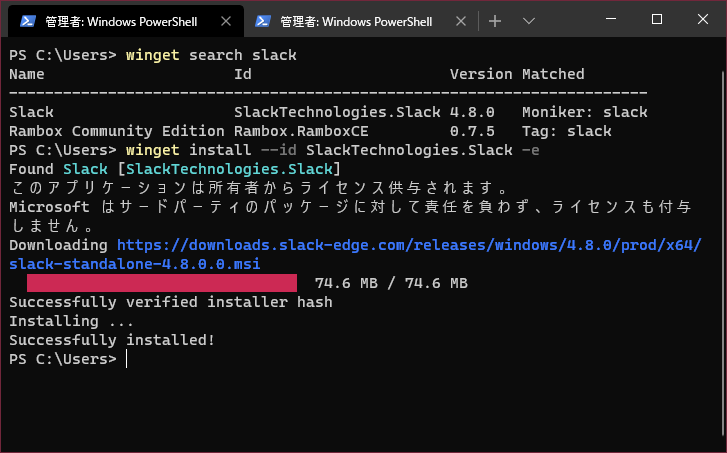 管理者: Windows PowerShell
管理者: Windows PowerShell
PS C:\Users> winget search slack
Name Id Version Matched
-----------------------------------------------------------------------
Slack SlackTechnologies.Slack 4.8.0 Moniker: slack
Rambox Community Edition Rambox.RamboxCE 0.7.5 Tag: slack
PS C:\Users> winget install --id SlackTechnologies.Slack -e
Found Slack [SlackTechnologies.Slack]
このアプリケーションは所有者からライセンス供与されます。
Microsoft はサードパーティのパッケージに対して責任を負わず、ライセンスも付与
しません。
Downloading https://downloads.slack-edge.com/releases/windows/4.8.0/prod/x64/
slack-standalone-4.8.0.0.msi
74.6 MB / 74.6 MB
Successfully verified installer hash
Installing ...
Successfully installed!
PS C:\Users>